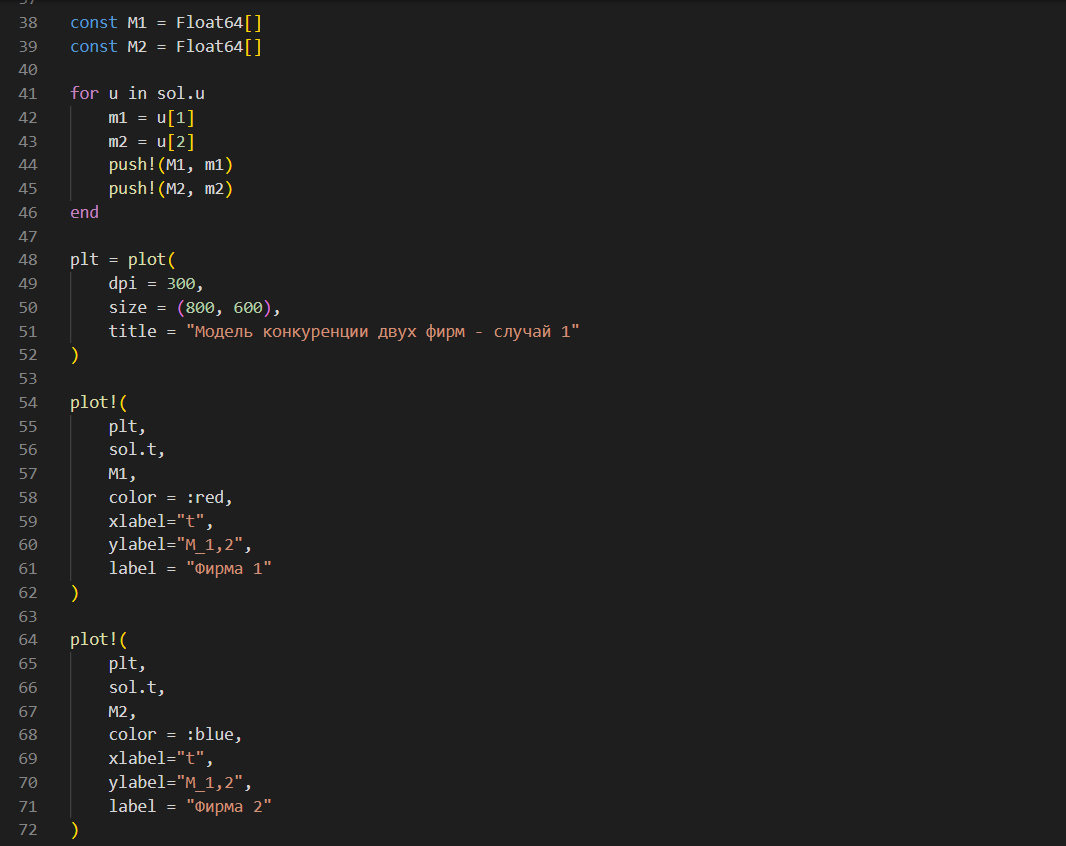 38 const M1 = Float64[]
39 const M2 = Float64[]
40
41 for u in sol.u
42     m1 = u[1]
43     m2 = u[2]
44     push!(M1, m1)
45     push!(M2, m2)
46 end
47
48 plt = plot(
49     dpi = 300,
50     size = (800, 600),
51     title = "Модель конкуренции двух фирм - случай 1"
52 )
53
54 plot!(
55     plt,
56     sol.t,
57     M1,
58     color = :red,
59     xlabel="t",
60     ylabel="M_1,2",
61     label = "Фирма 1"
62 )
63
64 plot!(
65     plt,
66     sol.t,
67     M2,
68     color = :blue,
69     xlabel="t",
70     ylabel="M_1,2",
71     label = "Фирма 2"
72 )